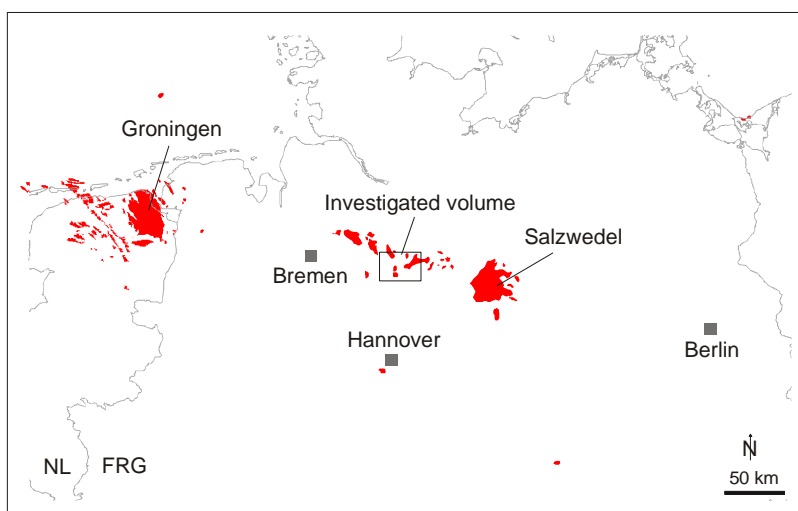 Groningen
Investigated volume
Salzwedel
Bremen
Hannover
Berlin
NL
FRG
N
50 km